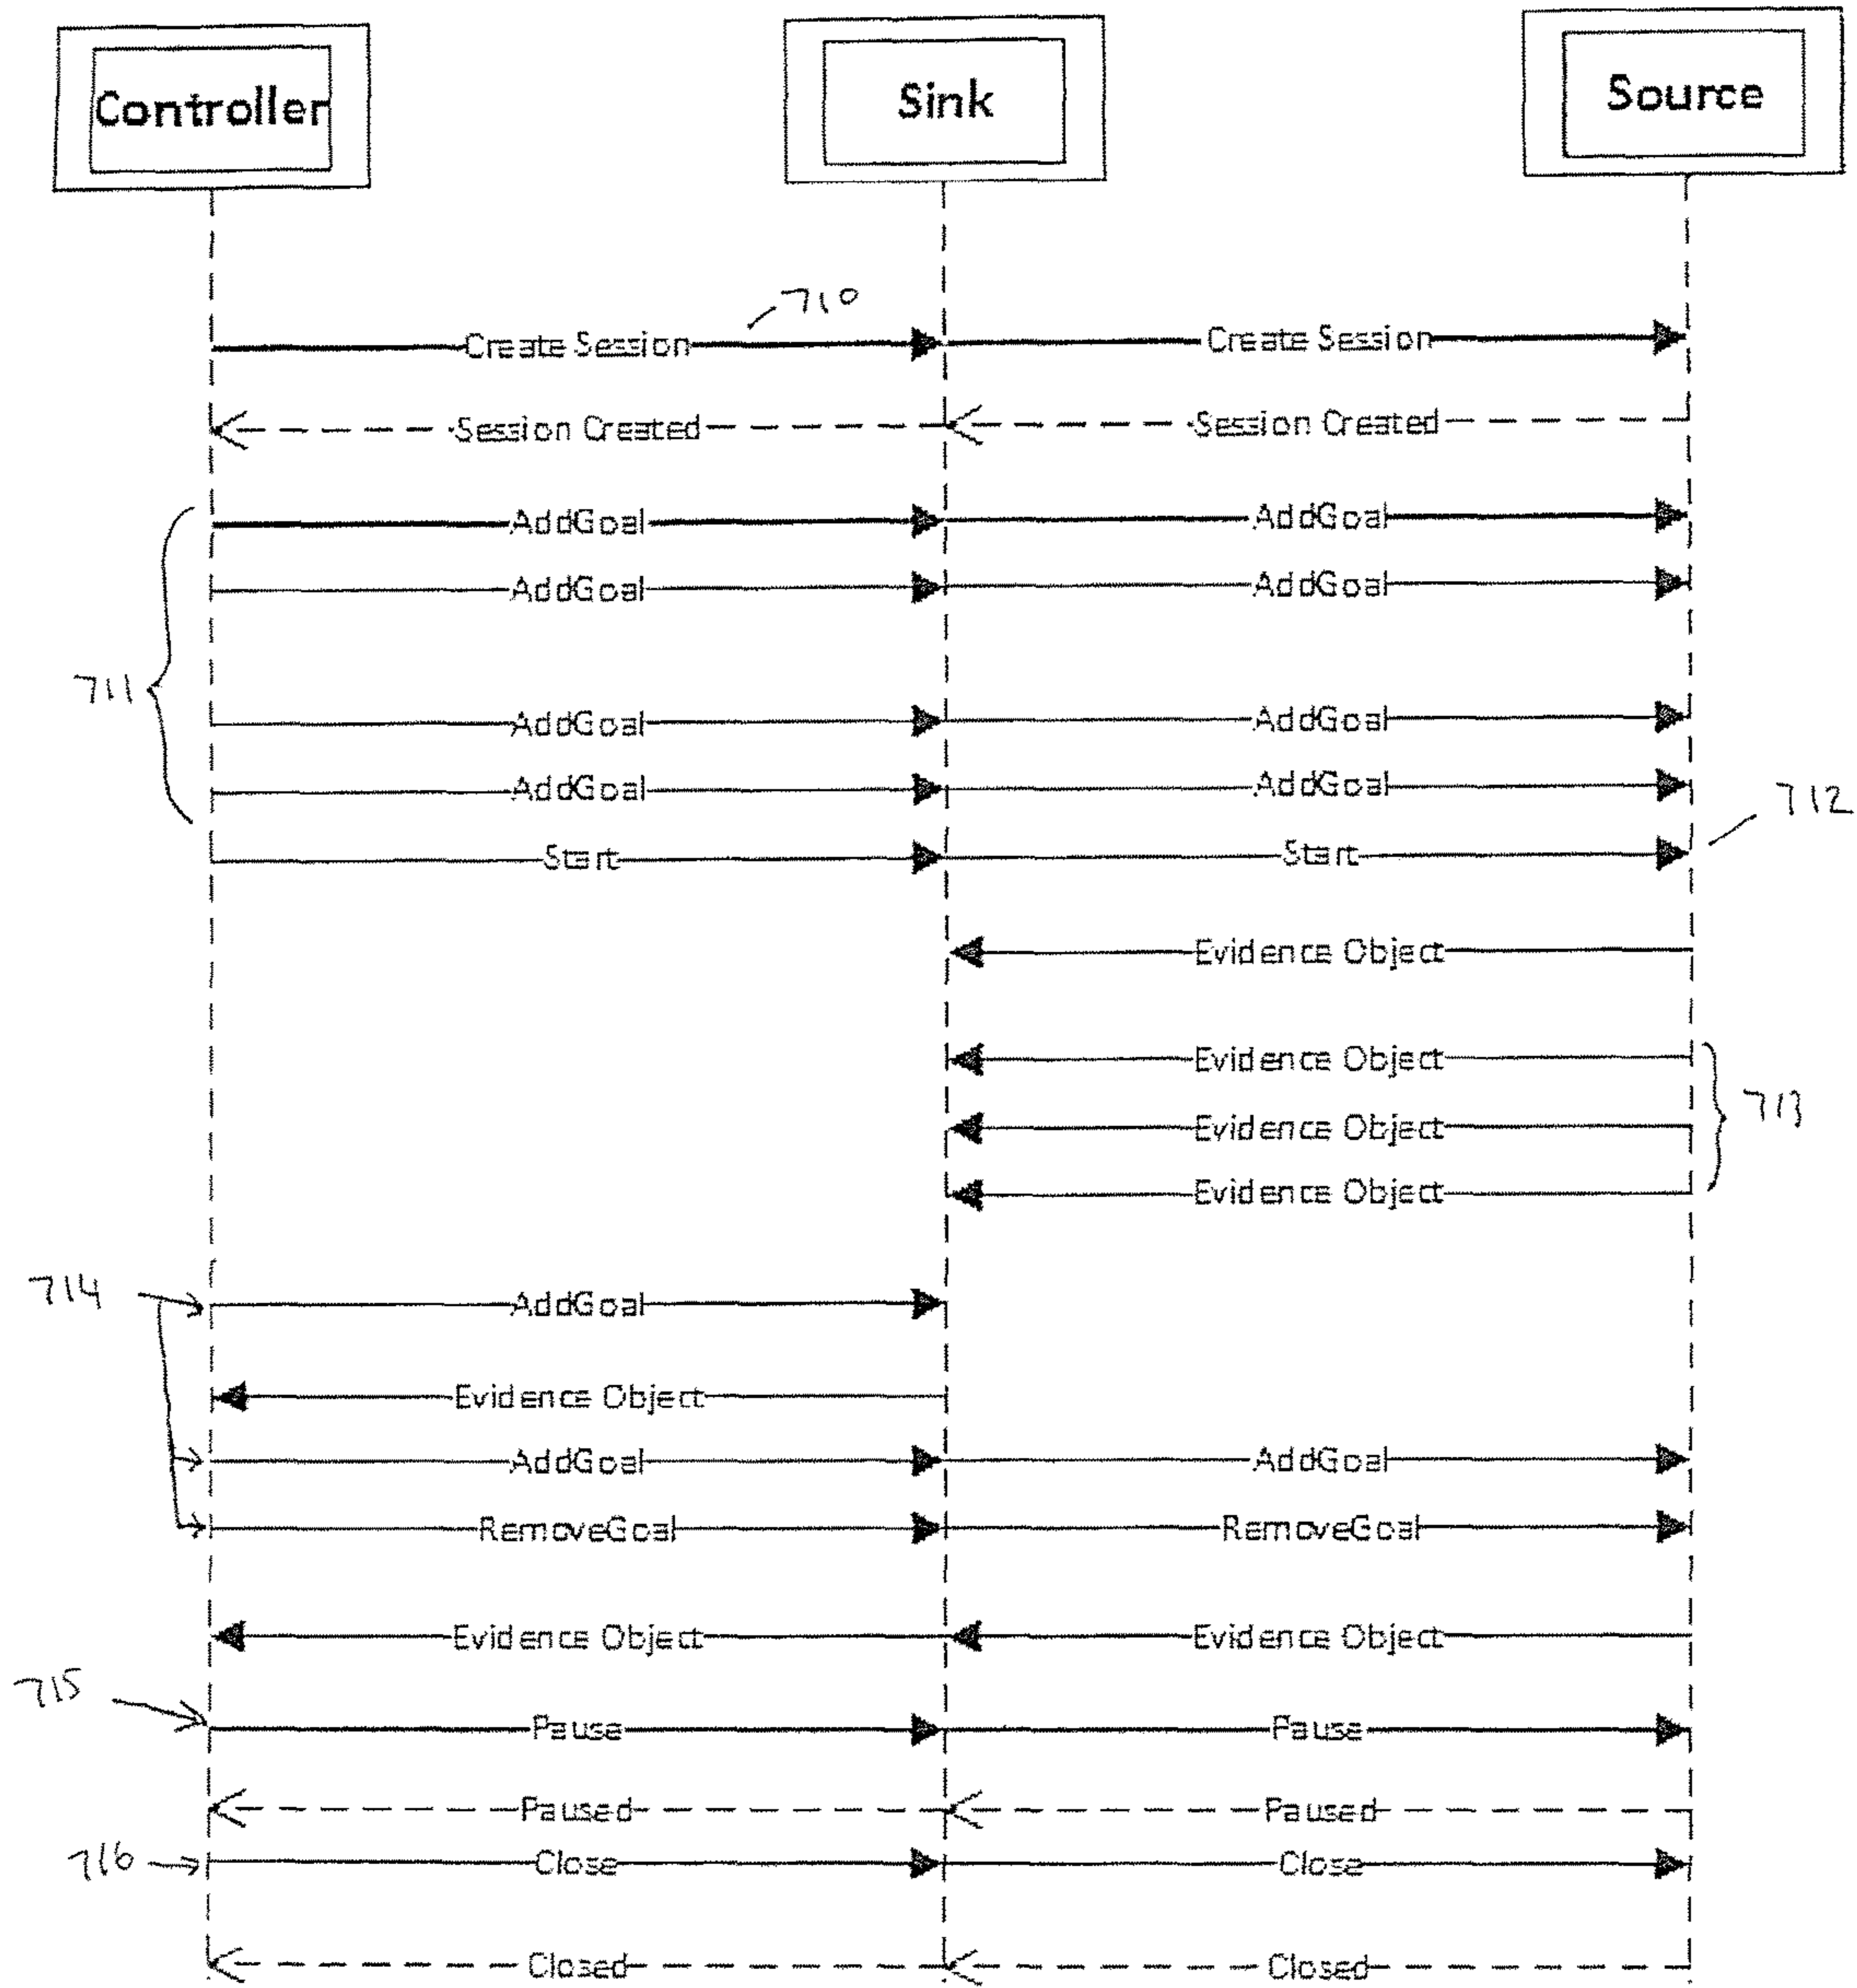 Controller
Sink
Source
710
Create Session
Create Session
Session Created
Session Created
AddGoal
AddGoal
AddGoal
AddGoal
711
AddGoal
AddGoal
AddGoal
AddGoal
712
Start
Start
Evidence Object
Evidence Object
713
Evidence Object
Evidence Object
714
AddGoal
Evidence Object
AddGoal
AddGoal
RemoveGoal
RemoveGoal
Evidence Object
Evidence Object
715
Pause
Pause
Paused
Paused
716
Close
Close
Closed
Closed